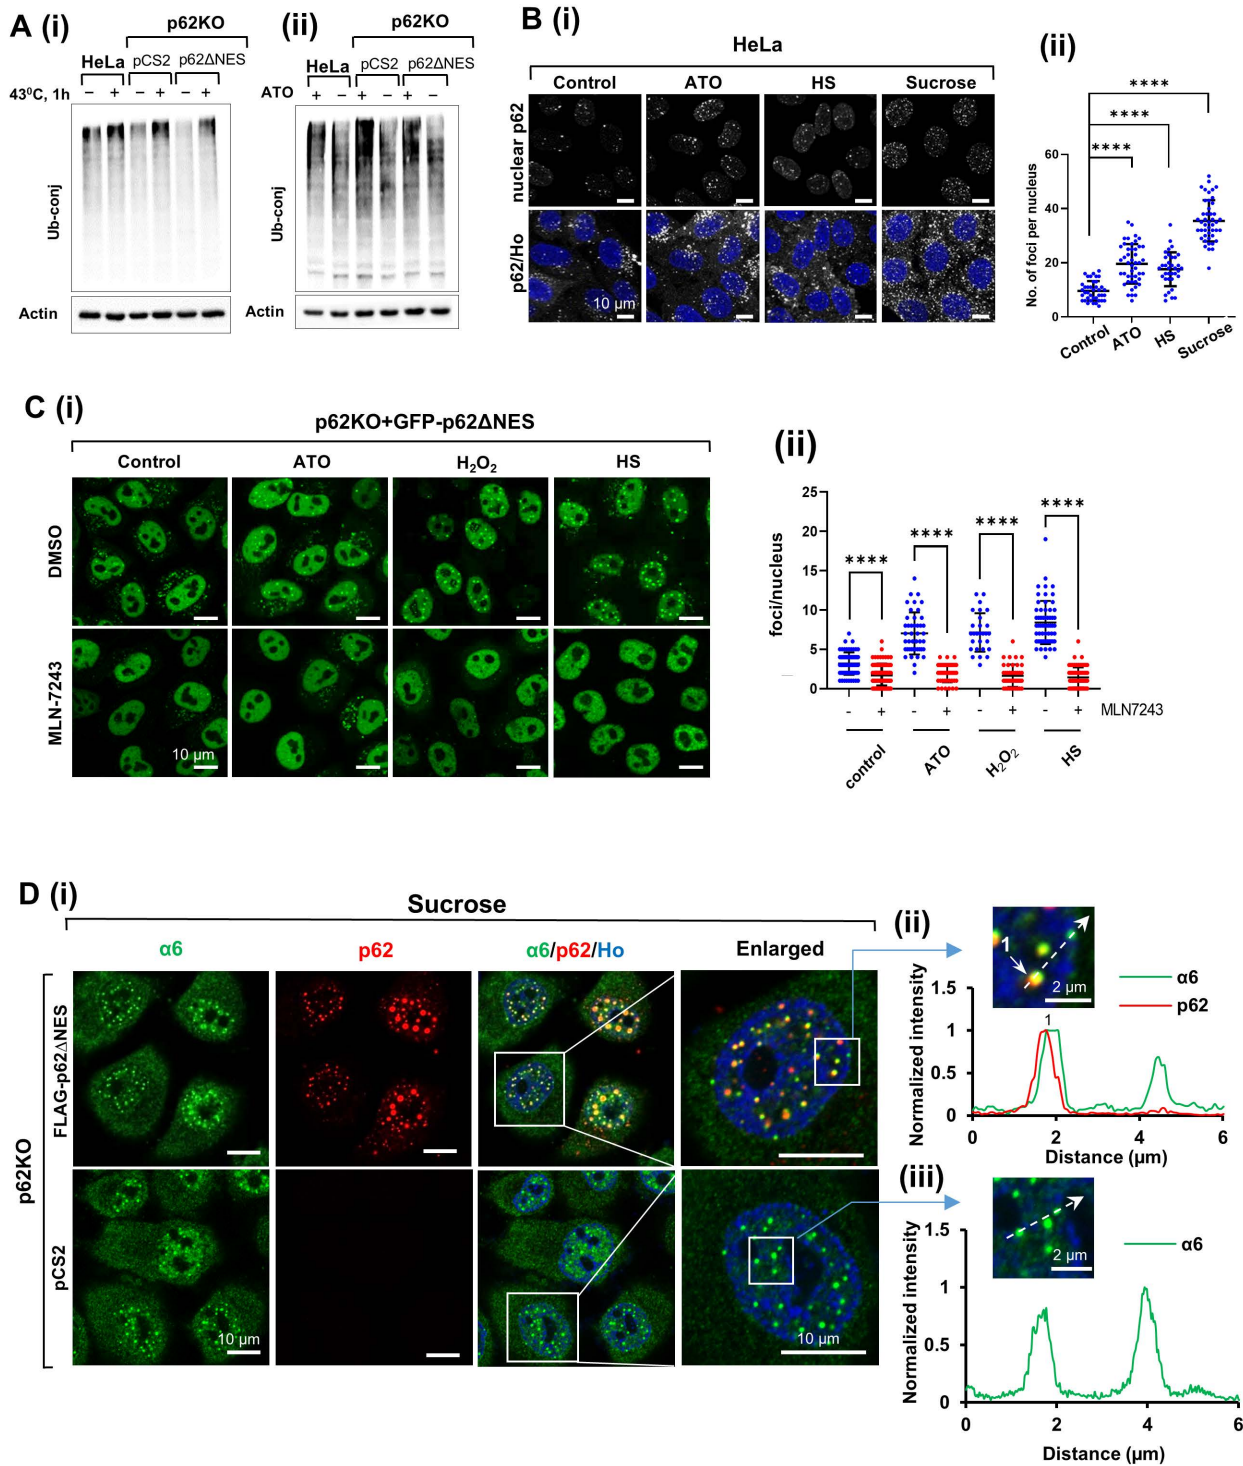 A (i)
p62KO
HeLa pCS2 p62ΔNES
43⁰C, 1h − + − + − +
Ub-conj
Actin
(ii)
p62KO
HeLa pCS2 p62ΔNES
ATO + − + − + −
Ub-conj
Actin
B (i)
HeLa
Control ATO HS Sucrose
nuclear p62
p62/Ho
10 µm
(ii)
****
****
****
No. of foci per nucleus
60
40
20
0
Control ATO HS Sucrose
C (i)
p62KO+GFP-p62ΔNES
Control ATO H₂O₂ HS
DMSO
MLN-7243
10 µm
(ii)
**** **** **** ****
foci/nucleus
25
20
15
10
5
0
- + - + - + - + MLN7243
control ATO H₂O₂ HS
D (i)
Sucrose
α6 p62 α6/p62/Ho Enlarged
p62KO
FLAG-p62ΔNES
pCS2
10 µm
10 µm
(ii)
1
2 µm
α6
p62
Normalized intensity
1.5
1
0.5
0
1
0 2 4 6
Distance (µm)
(iii)
2 µm
α6
Normalized intensity
1.5
1
0.5
0
0 2 4 6
Distance (µm)